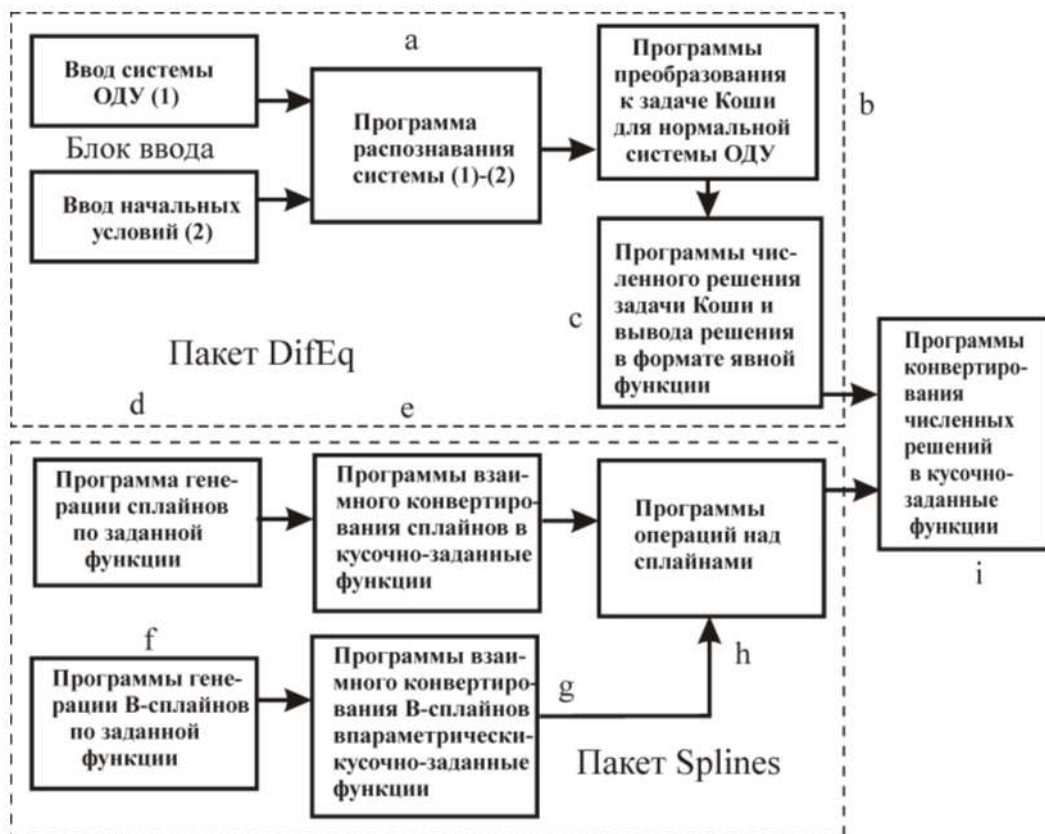 a
Ввод системы
ОДУ (1)
Блок ввода
Ввод начальных
условий (2)
Программа
распознавания
системы (1)-(2)
Программы
преобразования
к задаче Коши
для нормальной
системы ОДУ
b
Программы чис-
ленного решения
задачи Коши и
вывода решения
в формате явной
функции
c
Пакет DifEq
Программы
конвертиро-
вания
численных
решений
в кусочно-
заданные
функции
i
d
e
Программа гене-
рации сплайнов
по заданной
функции
Программы взаи-
имного конвертиро-
вания сплайнов в
кусочно-заданные
функции
Программы
операций над
сплайнами
f
Программы гене-
рации В-сплайнов
по заданной
функции
Программы взаи-
имного конвертиро-
вания В-сплайнов
впараметрически-
кусочно-заданные
функции
g
h
Пакет Splines